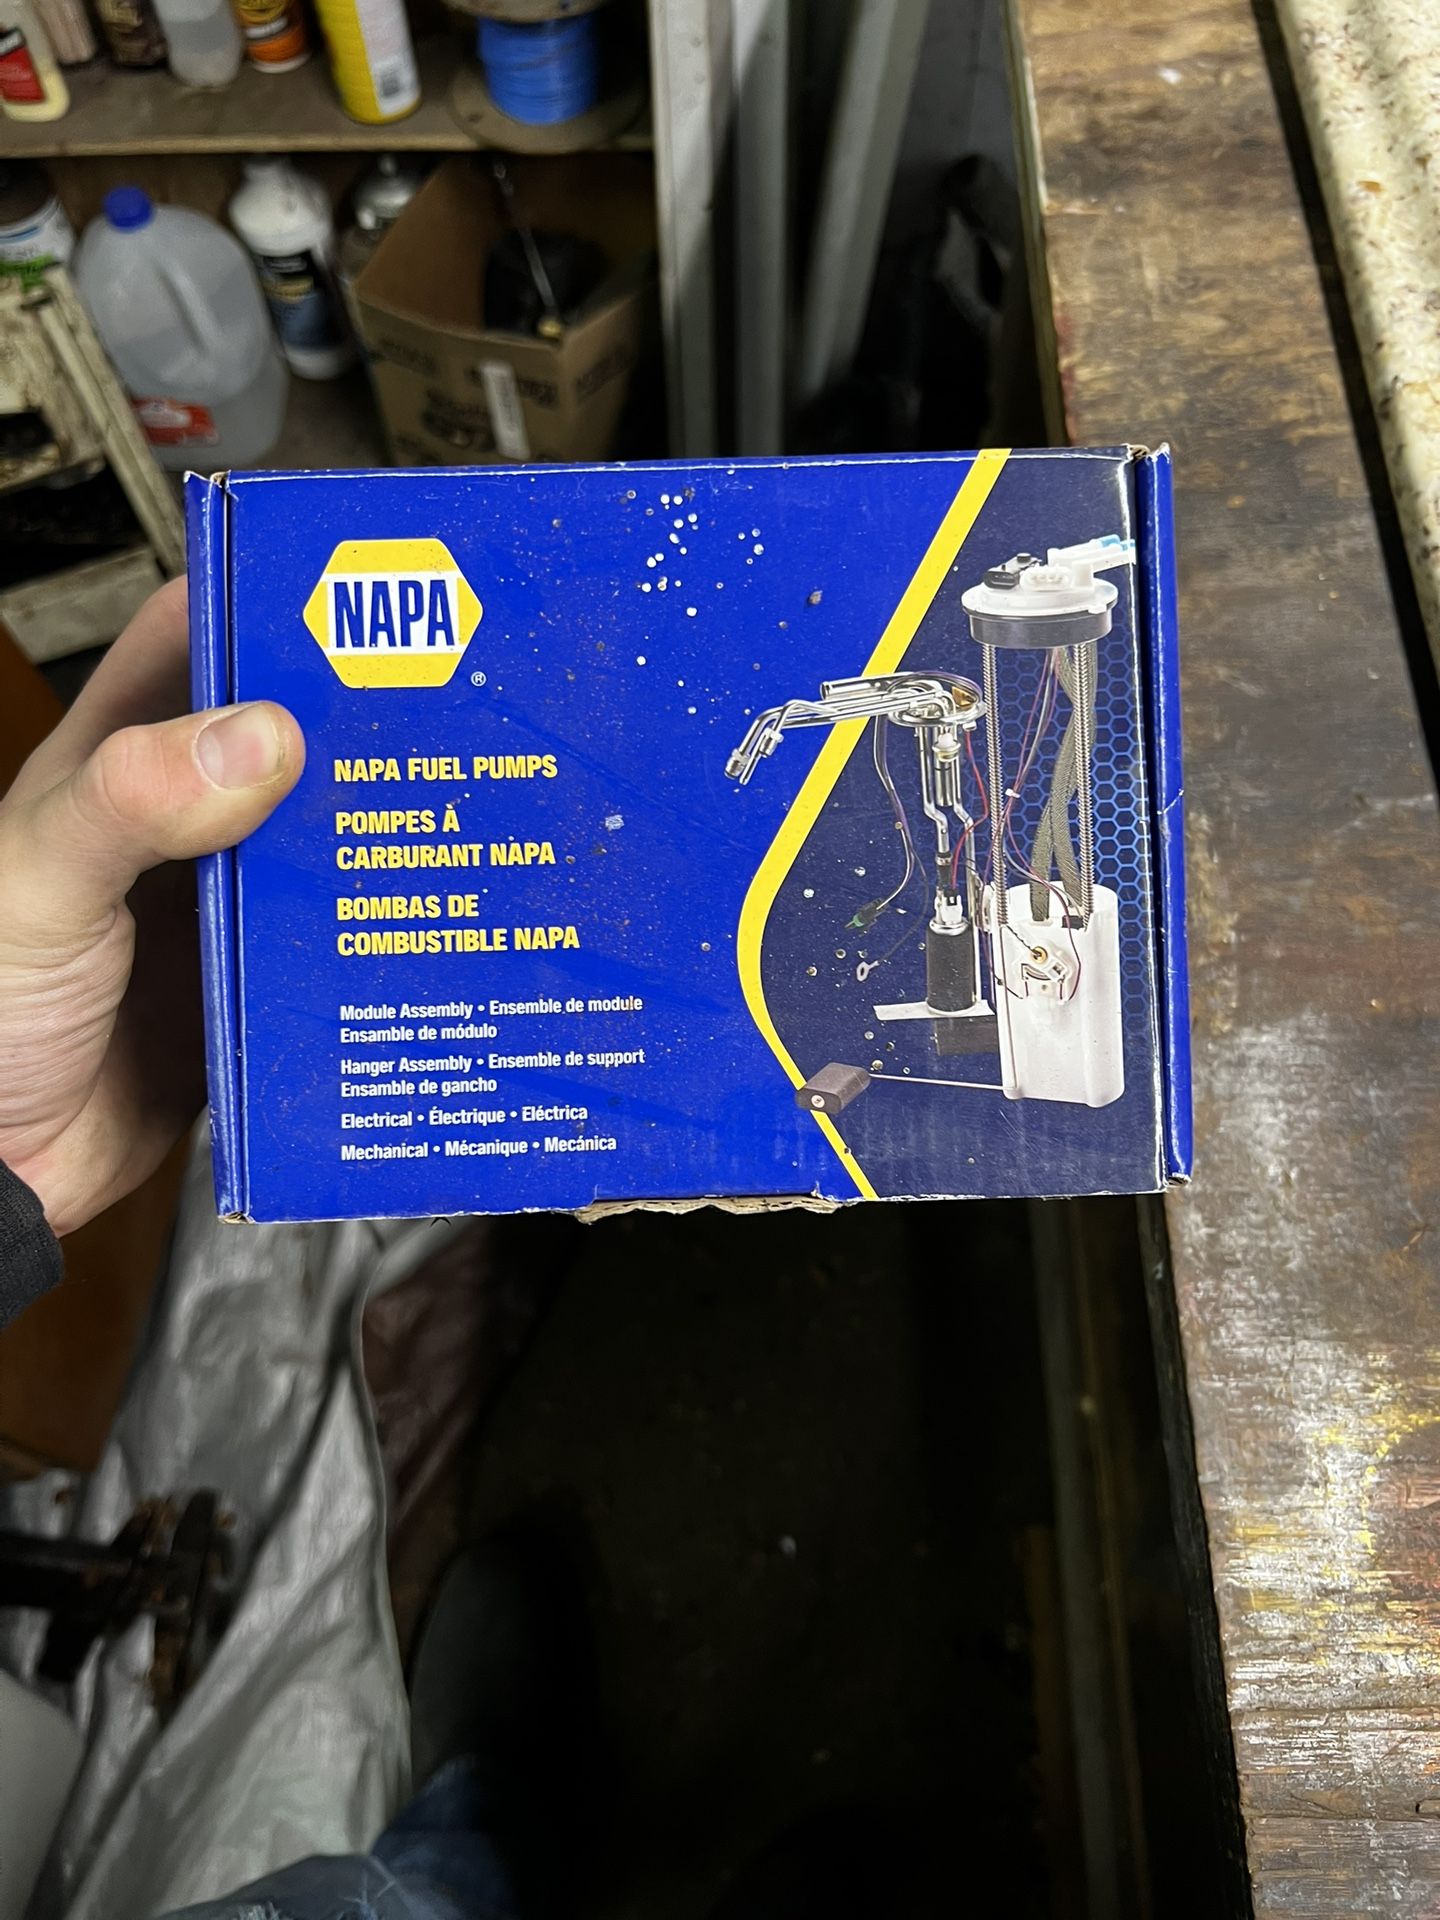 NAPA
®
NAPA FUEL PUMPS
POMPES À
CARBURANT NAPA
BOMBAS DE
COMBUSTIBLE NAPA
Module Assembly • Ensemble de module
Ensamble de módulo
Hanger Assembly • Ensemble de support
Ensamble de gancho
Electrical • Électrique • Eléctrica
Mechanical • Mécanique • Mecánica